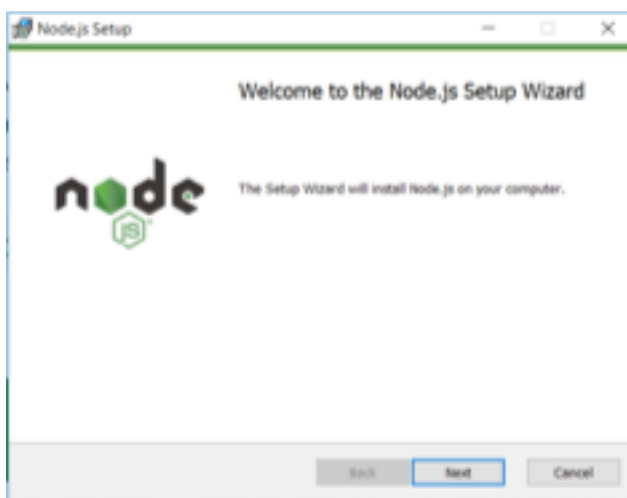 Node.js Setup
Welcome to the Node.js Setup Wizard
The Setup Wizard will install Node.js on your computer.
node
JS
Back
Next
Cancel